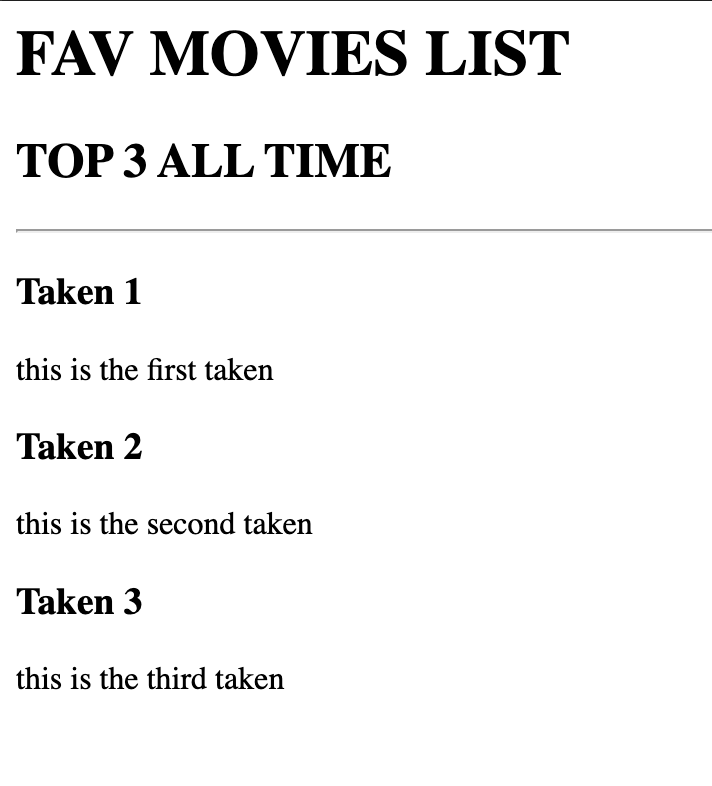 FAV MOVIES LIST
TOP 3 ALL TIME
Taken 1
this is the first taken
Taken 2
this is the second taken
Taken 3
this is the third taken